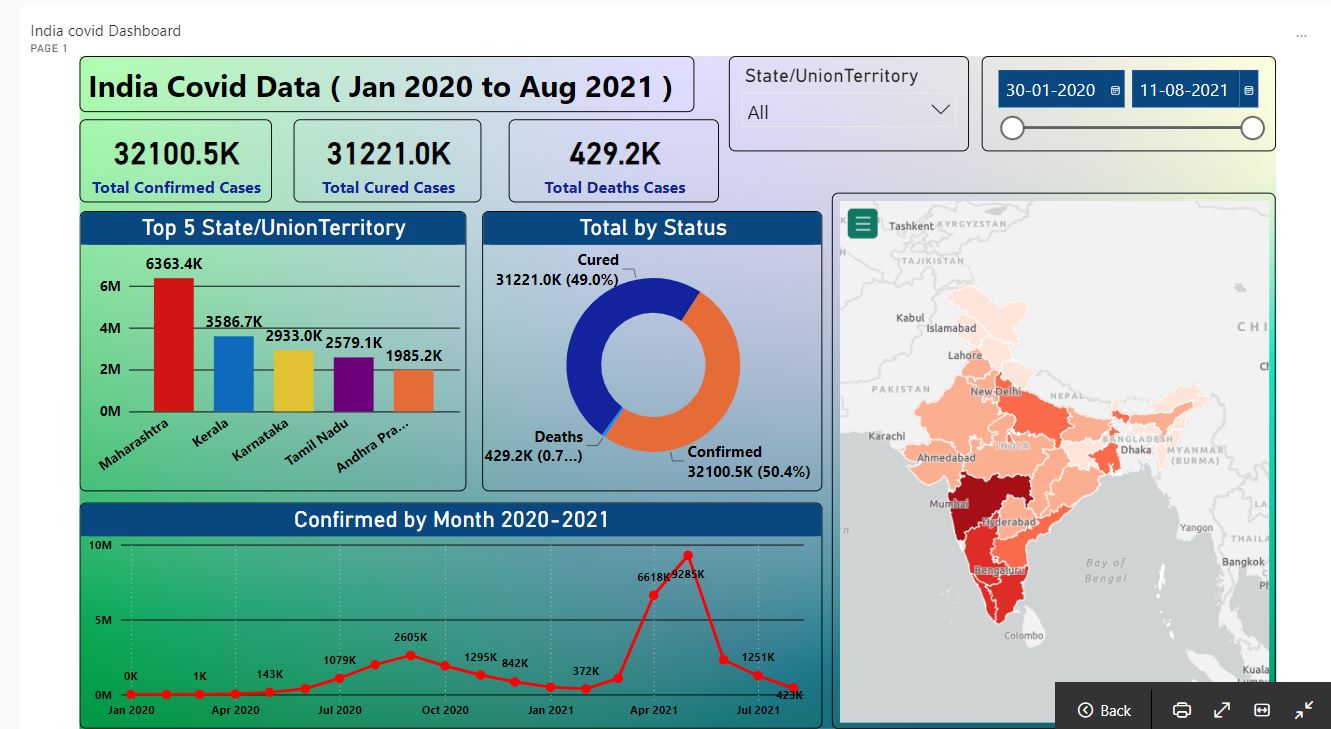 India covid Dashboard
PAGE 1
...
India Covid Data ( Jan 2020 to Aug 2021 )
State/UnionTerritory
All
30-01-2020
11-08-2021
32100.5K
Total Confirmed Cases
31221.0K
Total Cured Cases
429.2K
Total Deaths Cases
Top 5 State/UnionTerritory
6M
4M
2M
0M
6363.4K
3586.7K
2933.0K
2579.1K
1985.2K
Maharashtra
Kerala
Karnataka
Tamil Nadu
Andhra Pra...
Total by Status
Cured
31221.0K (49.0%)
Deaths
429.2K (0.7...)
Confirmed
32100.5K (50.4%)
Confirmed by Month 2020-2021
10M
5M
0M
0K
1K
143K
1079K
2605K
1295K
842K
372K
6618K
9285K
1251K
423K
Jan 2020
Apr 2020
Jul 2020
Oct 2020
Jan 2021
Apr 2021
Jul 2021
Tashkent
KYRGYZSTAN
TAJIKISTAN
Kabul
Islamabad
CHI
Lahore
Ch
PAKISTAN
New Delhi
NEPAL
Karachi
BANGLADESH
INDIA
Dhaka
MYANMAR
(BURMA)
Ahmedabad
Mumbai
LA
Hyderabad
Yangon
THAILA
Bay of
Bengal
Bangkok
Bengaluru
Ph
Colombo
Kuala
Back